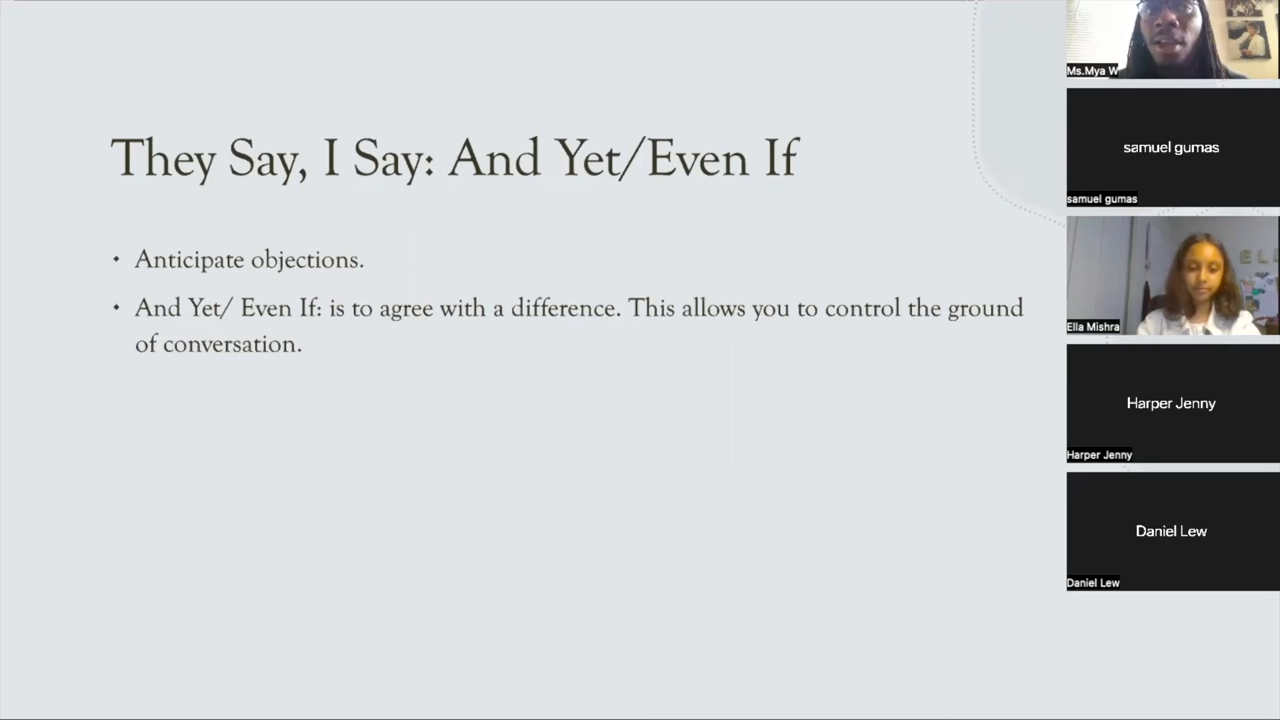 They Say, I Say: And Yet/Even If
• Anticipate objections.
• And Yet/ Even If: is to agree with a difference. This allows you to control the ground
of conversation.
Ms.Mya W
samuel gumas
samuel gumas
Ella Mishra
Harper Jenny
Harper Jenny
Daniel Lew
Daniel Lew